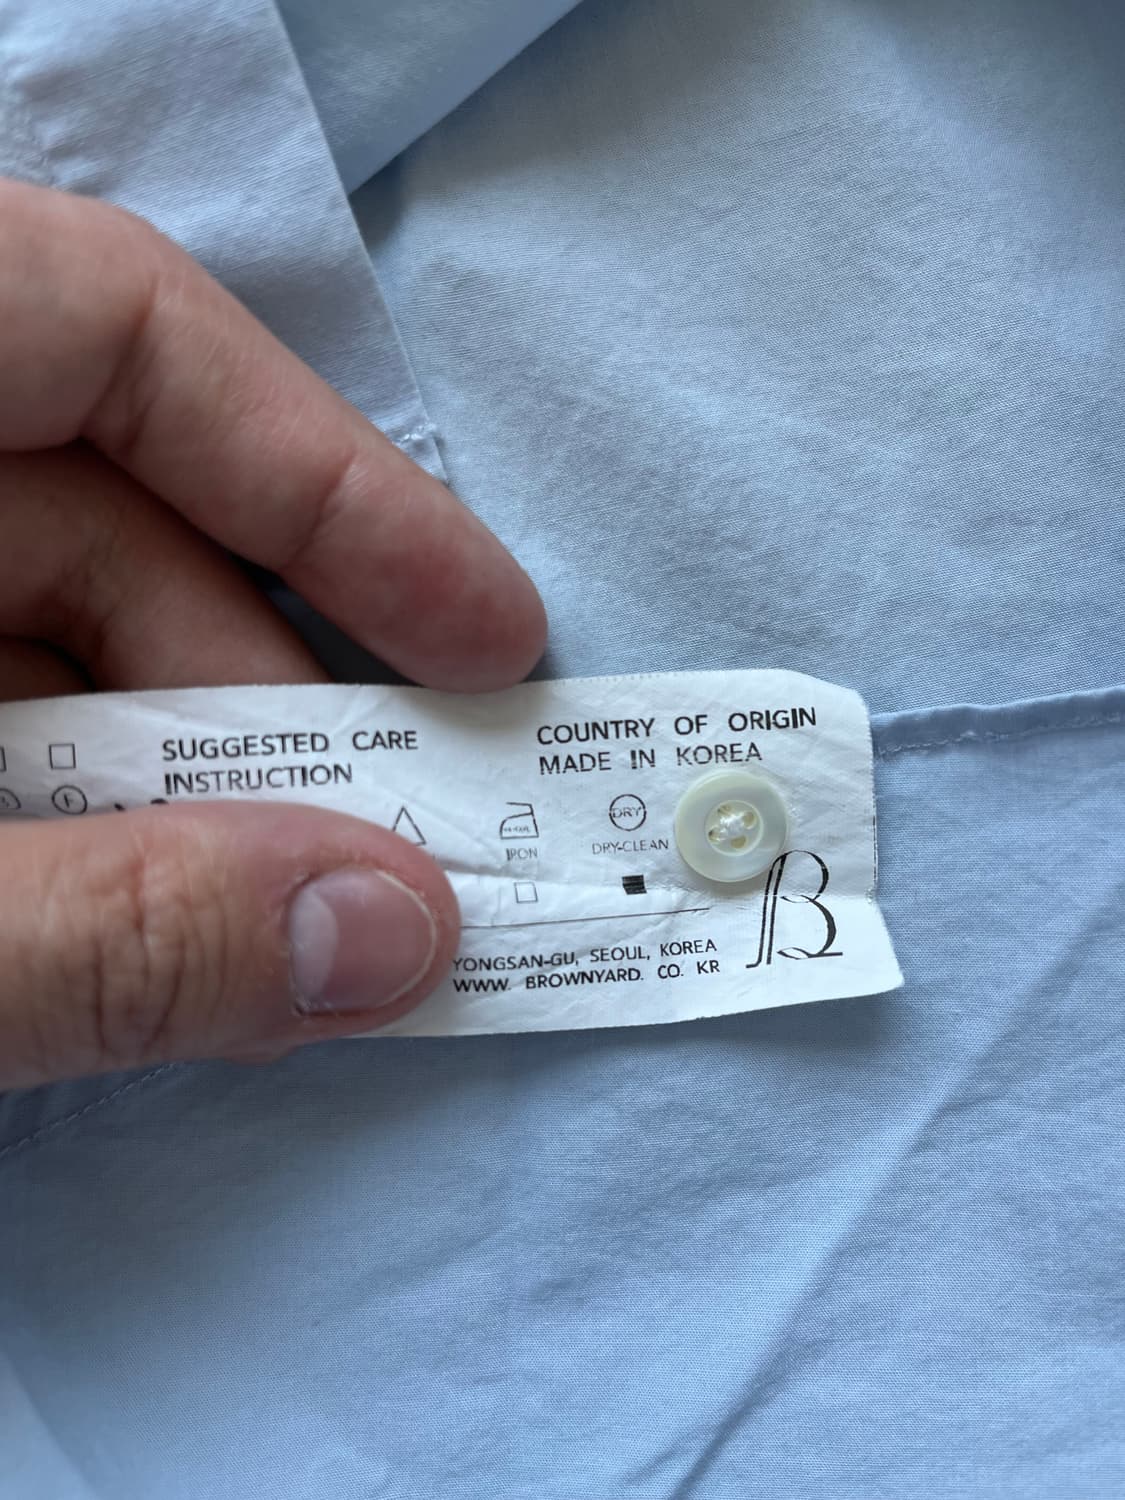 SUGGESTED CARE
INSTRUCTION
F
COUNTRY OF ORIGIN
MADE IN KOREA
DRY
IRON
DRY-CLEAN
B
YONGSAN-GU, SEOUL, KOREA
WWW. BROWNYARD. CO. KR